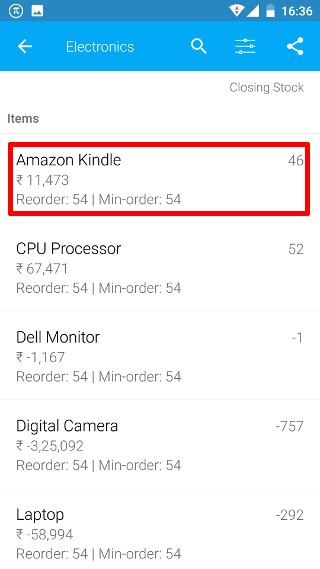 16:36
Electronics
Closing Stock
Items
Amazon Kindle 46
₹ 11,473
Reorder: 54 | Min-order: 54
CPU Processor 52
₹ 67,471
Reorder: 54 | Min-order: 54
Dell Monitor -1
₹ -1,167
Reorder: 54 | Min-order: 54
Digital Camera -757
₹ -3,25,092
Reorder: 54 | Min-order: 54
Laptop -292
₹ -58,994
Reorder: 54 | Min-order: 54